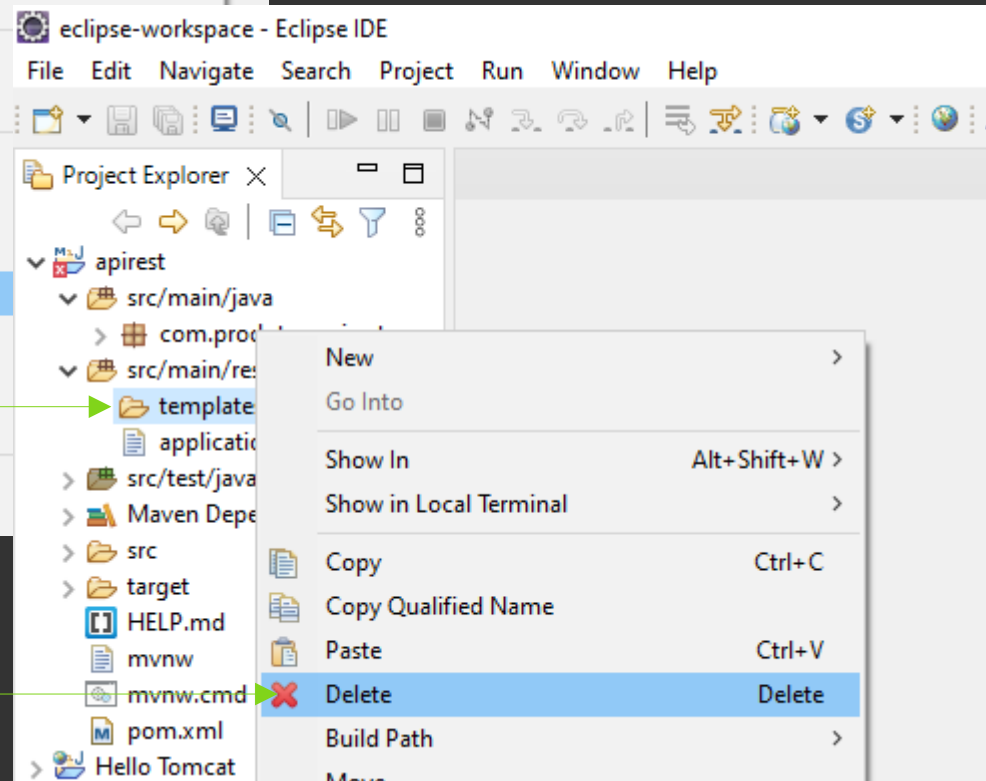 eclipse-workspace - Eclipse IDE
File Edit Navigate Search Project Run Window Help
Project Explorer
apirest
src/main/java
New
src/main/res
Go Into
template
Show In Alt+Shift+W
src/test/java
Show in Local Terminal
Maven Depe
src
Copy Ctrl+C
target
Copy Qualified Name
HELP.md
Paste Ctrl+V
mvnw
mvnw.cmd
Delete Delete
pom.xml
Build Path
Hello Tomcat